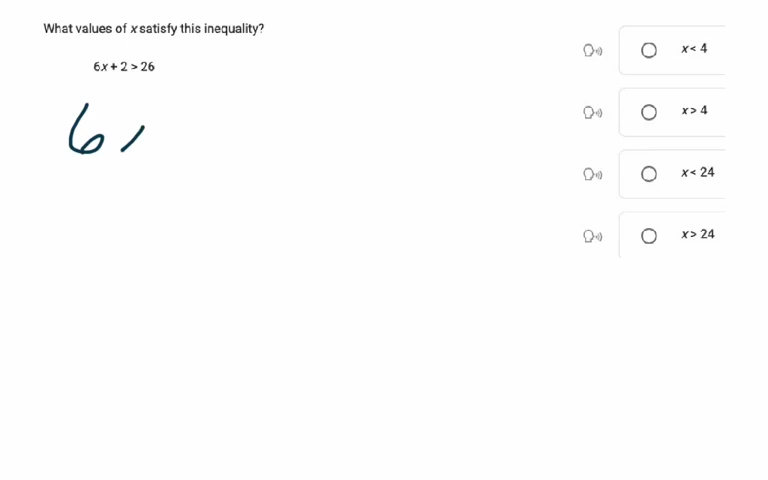 What values of x satisfy this inequality?
6x + 2 > 26
6
x < 4
x > 4
x < 24
x > 24